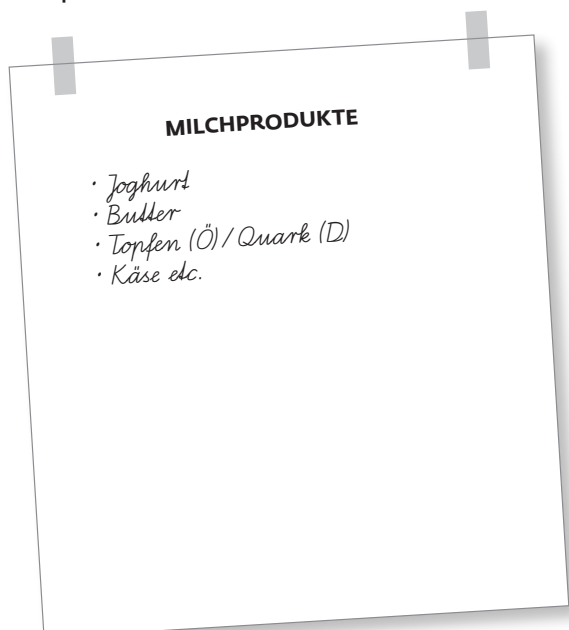 MILCHPRODUKTE
· Joghurt
· Butter
· Topfen (Ö) / Quark (D)
· Käse etc.